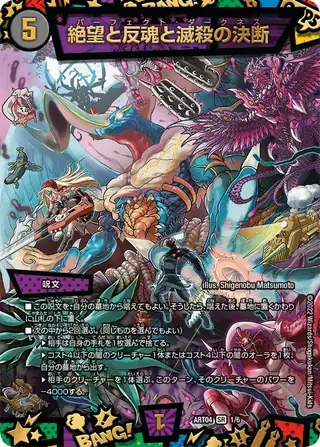 パーフェクト・ダークネス
5
絶望と反魂と滅殺の決断
呪文
illus. Shigenobu Matsumoto
■ この呪文を、自分の墓地から唱えてもよい。そうしたら、唱えた後、墓地に置くかわりに山札の下に置く。
■ 次の中から2回選ぶ。(同じものを選んでもよい)
▶相手は自身の手札を1枚選んで捨てる。
▶コスト4以下の闇のクリーチャー1体またはコスト4以下の闇のオーラを1枚、自分の墓地から出す。
▶相手のクリーチャーを1体選ぶ。このターン、そのクリーチャーのパワーを-4000する。
©2022 Wizards/Shogakukan/Mitsui-Kids
1
ART04 SR 1/6
BANG!
BANG!